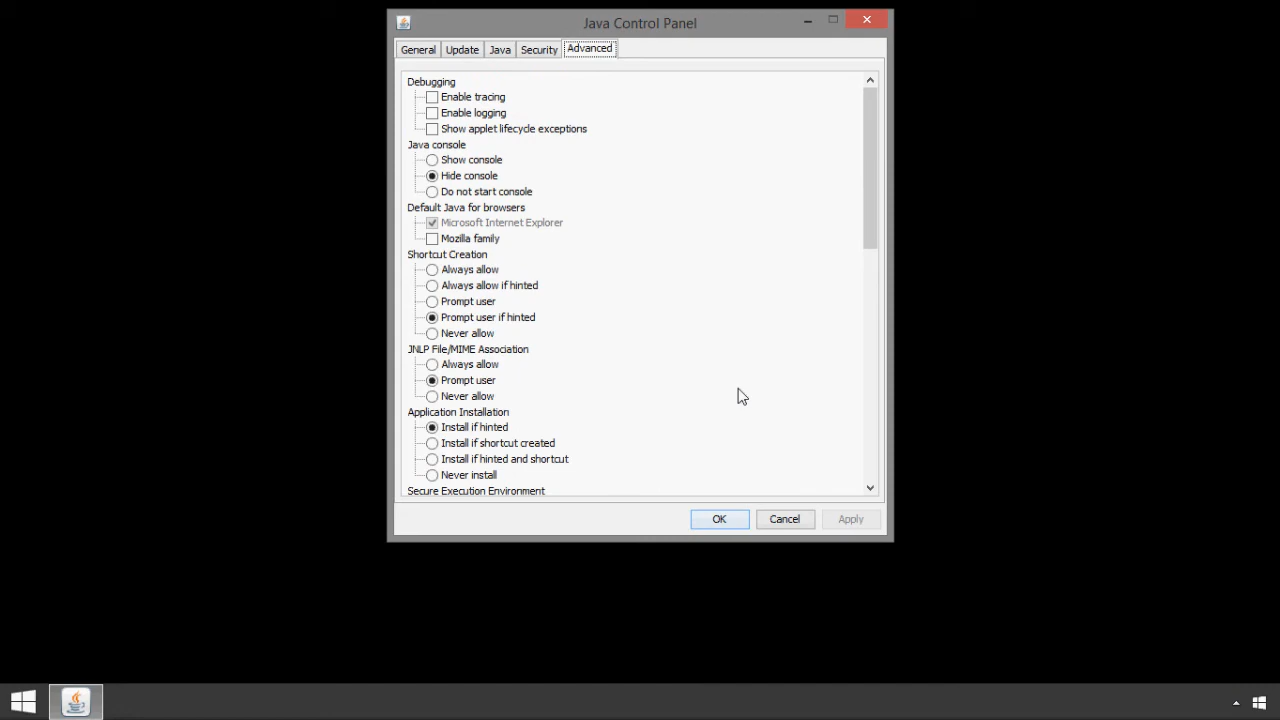 Java Control Panel
General Update Java Security Advanced
Debugging
Enable tracing
Enable logging
Show applet lifecycle exceptions
Java console
Show console
Hide console
Do not start console
Default Java for browsers
Microsoft Internet Explorer
Mozilla family
Shortcut Creation
Always allow
Always allow if hinted
Prompt user
Prompt user if hinted
Never allow
JNLP File/MIME Association
Always allow
Prompt user
Never allow
Application Installation
Install if hinted
Install if shortcut created
Install if hinted and shortcut
Never install
Secure Execution Environment
OK Cancel Apply